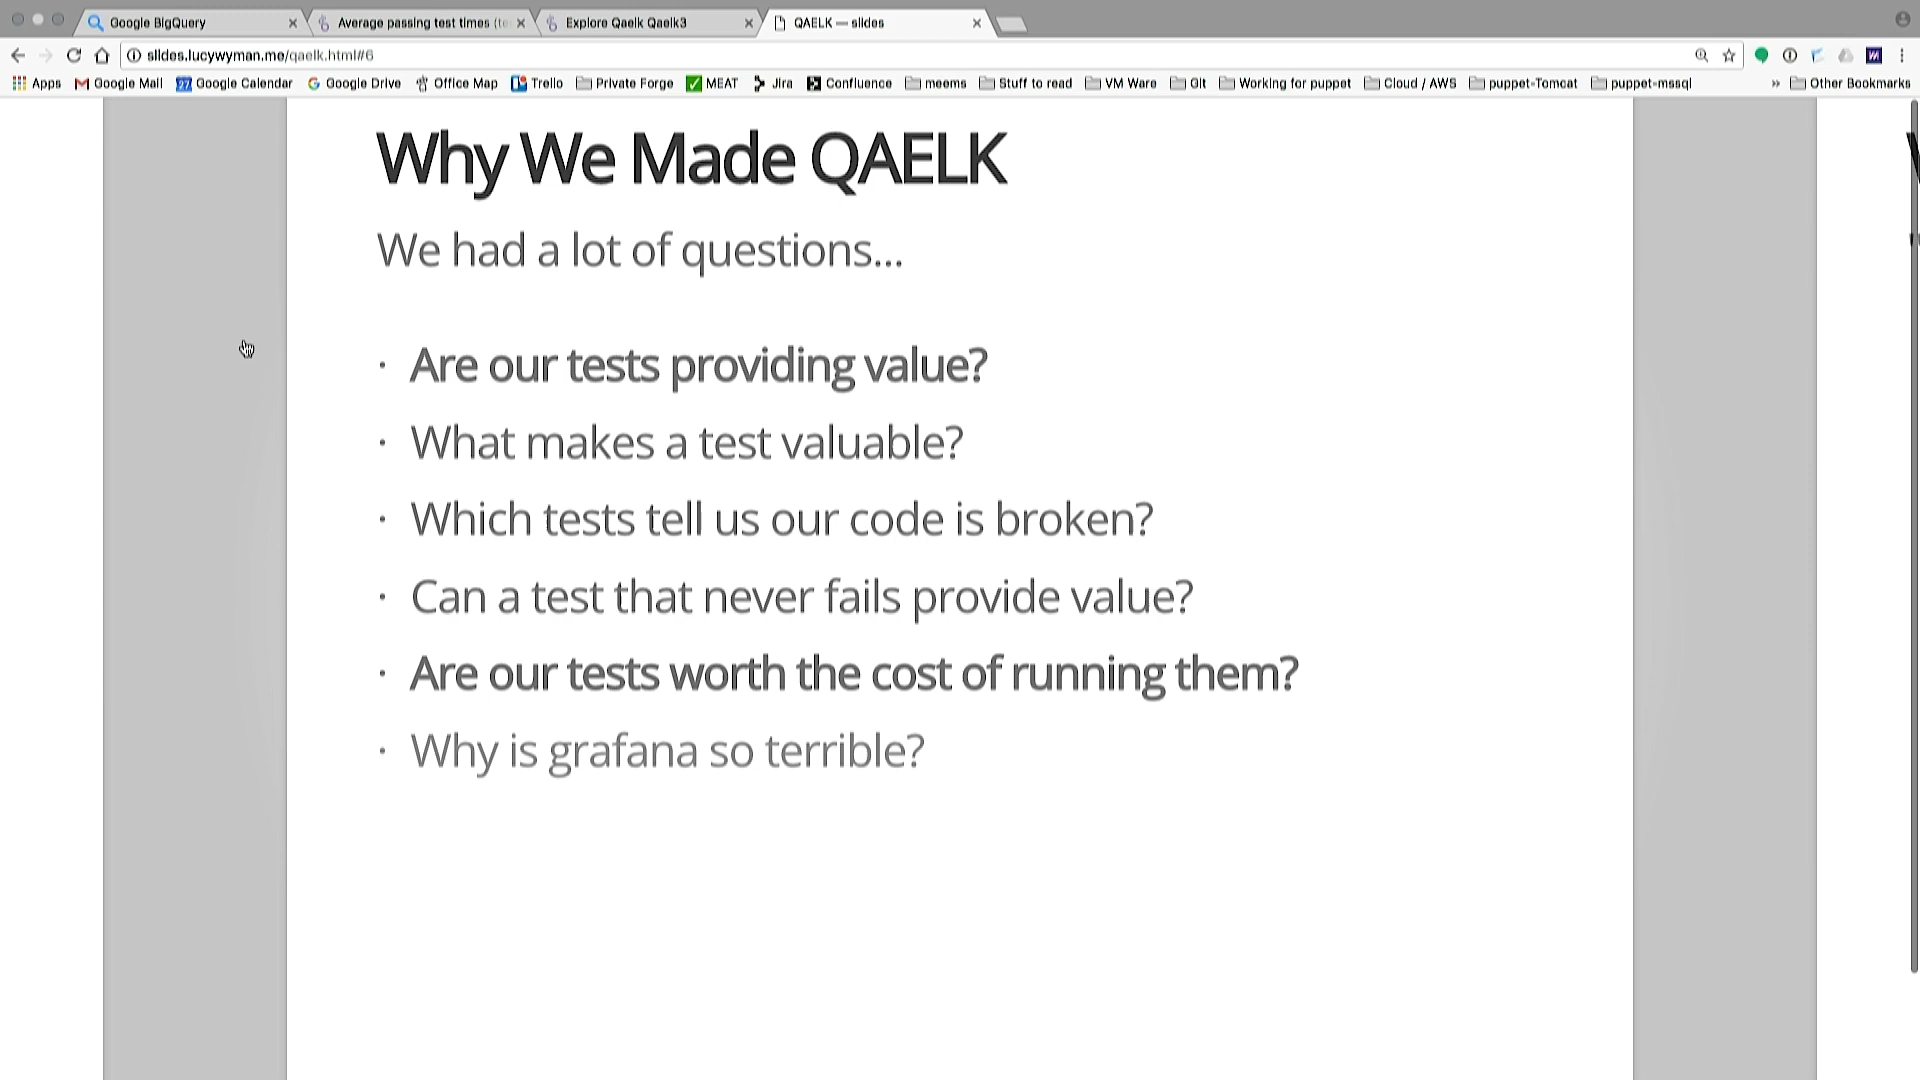 Google BigQuery
Average passing test times (te
Explore Qaelk Qaelk3
QAELK — slides
slides.lucywyman.me/qaelk.html#6
Apps
Google Mail
27 Google Calendar
Google Drive
Office Map
Trello
Private Forge
MEAT
Jira
Confluence
meems
Stuff to read
VM Ware
Git
Working for puppet
Cloud / AWS
puppet-Tomcat
puppet-mssql
» Other Bookmarks
Why We Made QAELK
We had a lot of questions...
· Are our tests providing value?
· What makes a test valuable?
· Which tests tell us our code is broken?
· Can a test that never fails provide value?
· Are our tests worth the cost of running them?
· Why is grafana so terrible?